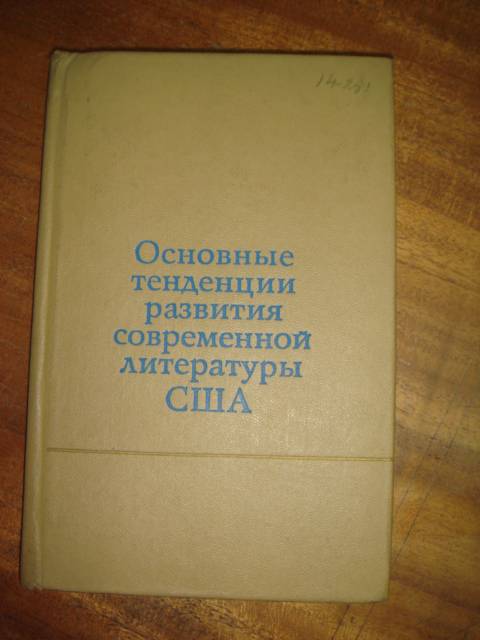 Основные
тенденции
развития
современной
литературы
США